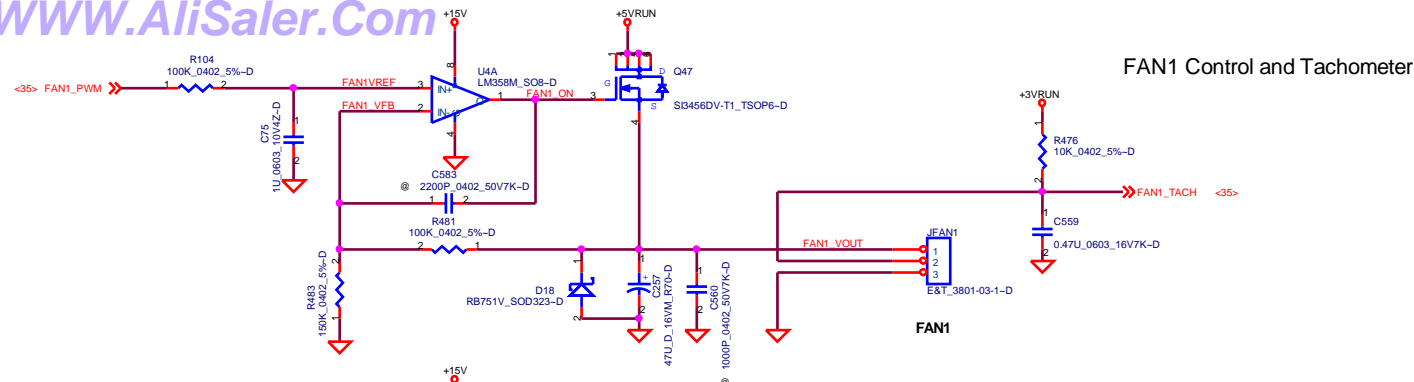 WWW.AliSaler.Com
+15V
+5VRUN
FAN1 Control and Tachometer
R104
100K_0402_5%~D
<35> FAN1_PWM
1
2
FAN1VREF
FAN1_VFB
3
2
8
4
IN+
IN-
O
G
U4A
LM358M_SO8~D
1
FAN1_ON
3
G
D
S
4
Q47
SI3456DV-T1_TSOP6~D
C75
1U_0603_10V4Z~D
1
2
C583
@ 2200P_0402_50V7K~D
1
2
R481
100K_0402_5%~D
2
1
R483
150K_0402_5%~D
2
1
D18
RB751V_SOD323~D
1
2
C257
47U_D_16VM_R70~D
+
1
2
C560
@ 1000P_0402_50V7K~D
1
2
FAN1_VOUT
JFAN1
1
2
3
E&T_3801-03-1~D
FAN1
+3VRUN
1
R476
10K_0402_5%~D
2
FAN1_TACH <35>
1
C559
0.47U_0603_16V7K~D
2
+15V